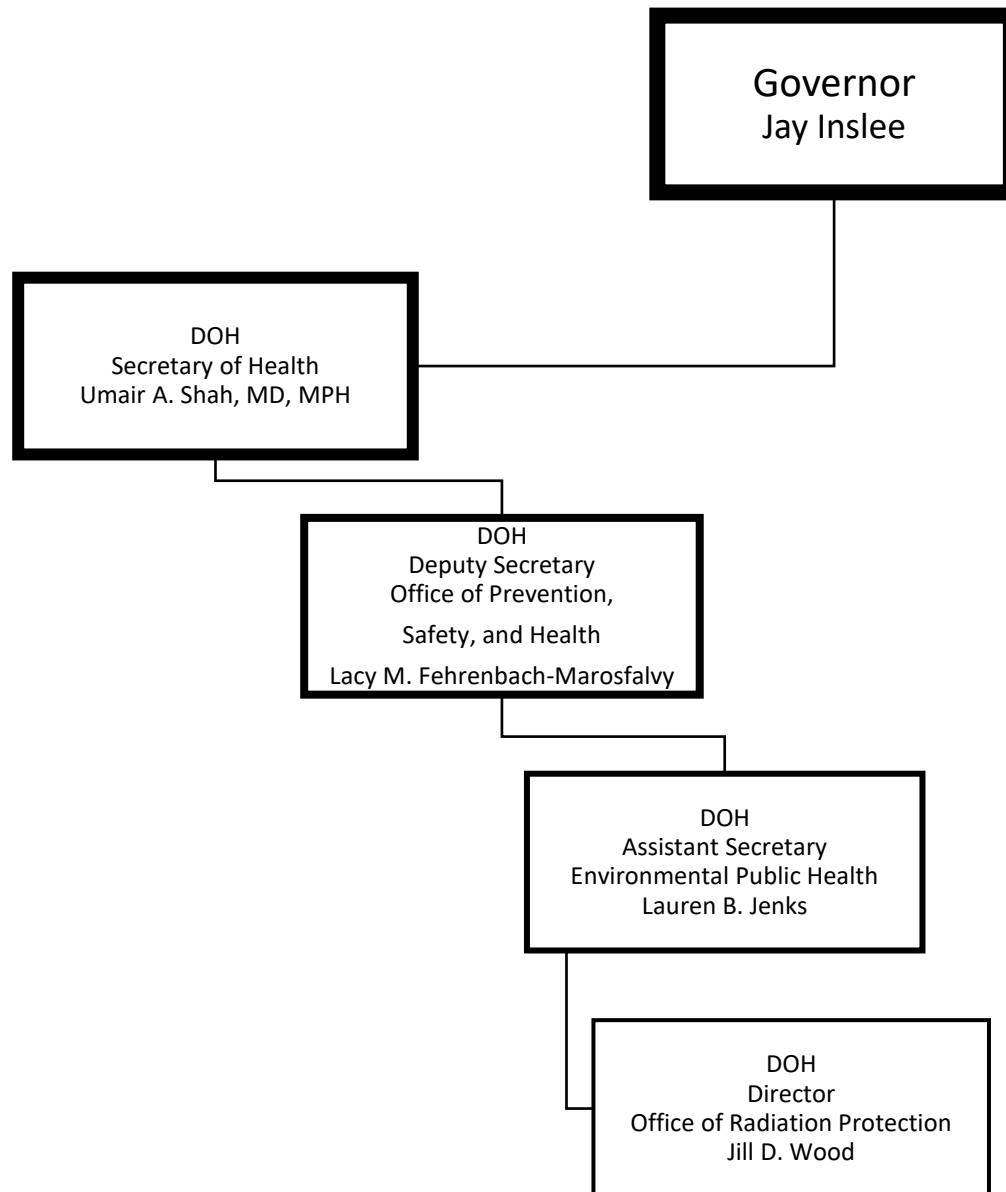 Governor
Jay Inslee
DOH
Secretary of Health
Umair A. Shah, MD, MPH
DOH
Deputy Secretary
Office of Prevention,
Safety, and Health
Lacy M. Fehrenbach-Marosfalvy
DOH
Assistant Secretary
Environmental Public Health
Lauren B. Jenks
DOH
Director
Office of Radiation Protection
Jill D. Wood